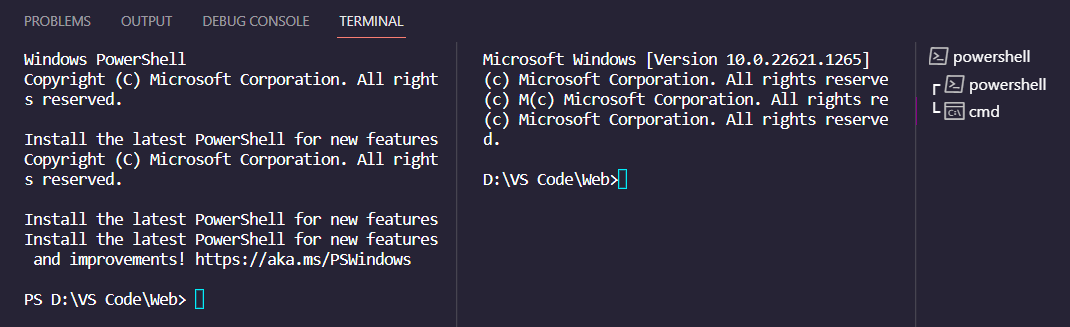 PROBLEMS OUTPUT DEBUG CONSOLE TERMINAL
Windows PowerShell
Copyright (C) Microsoft Corporation. All right
s reserved.
Install the latest PowerShell for new features
Copyright (C) Microsoft Corporation. All right
s reserved.
Install the latest PowerShell for new features
Install the latest PowerShell for new features
and improvements! https://aka.ms/PSWindows
PS D:\VS Code\Web>
Microsoft Windows [Version 10.0.22621.1265]
(c) Microsoft Corporation. All rights reserve
(c) M(c) Microsoft Corporation. All rights re
(c) Microsoft Corporation. All rights reserve
d.
D:\VS Code\Web>
powershell
powershell
cmd